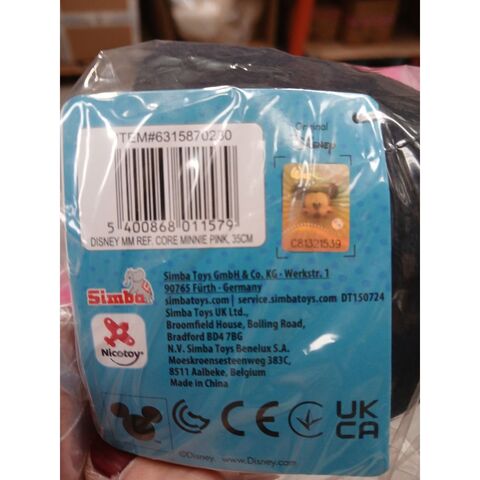 ITEM#6315870230
5 400868 011579
DISNEY MM REF. CORE MINNIE PINK, 35CM
Original
DISNEY
C81321539
Simba Toys GmbH & Co. KG · Werkstr. 1
90765 Fürth · Germany
simbatoys.com | service.simbatoys.com DT150724
Simba Toys UK Ltd.,
Broomfield House, Bolling Road,
Bradford BD4 7BG
N.V. Simba Toys Benelux S.A.
Moeskroensesteenweg 383C,
8511 Aalbeke, Belgium
Made in China
Simba
Nicotoy®
CE
UK
CA
©Disney. www.Disney.com